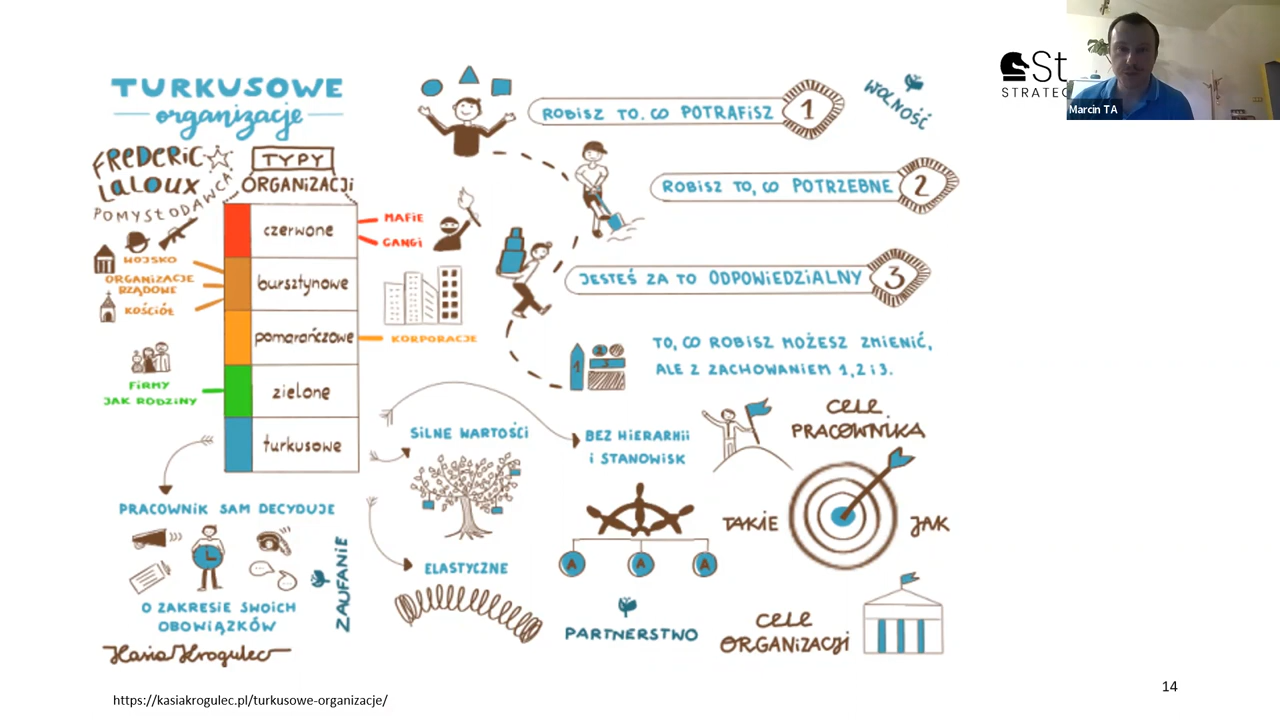 TURKUSOWE
organizacje
FREDERIC
LALOUX
POMYSŁODAWCA
TYPY
ORGANIZACJI
czerwone
bursztynowe
pomarańczowe
zielone
turkusowe
MAFIE
GANGI
WOJSKO
ORGANIZACJE
RZĄDOWE
KOŚCIÓŁ
KORPORACJE
FIRMY
JAK RODZINY
ROBISZ TO, CO POTRAFISZ
1
WOLNOŚĆ
ROBISZ TO, CO POTRZEBNE
2
JESTEŚ ZA TO ODPOWIEDZIALNY
3
1
2
3
TO, CO ROBISZ MOŻESZ ZMIENIĆ,
ALE Z ZACHOWANIEM 1,2 i 3.
PRACOWNIK SAM DECYDUJE
O ZAKRESIE SWOICH
OBOWIĄZKÓW
ZAUFANIE
SILNE WARTOŚCI
ELASTYCZNE
BEZ HIERARHII
i STANOWISK
A
A
A
PARTNERSTWO
CELE
PRACOWNIKA
TAKIE
JAK
CELE
ORGANIZACJI
Kasia Krogulec
https://kasiakrogulec.pl/turkusowe-organizacje/
14
St
STRATEG
Marcin TA